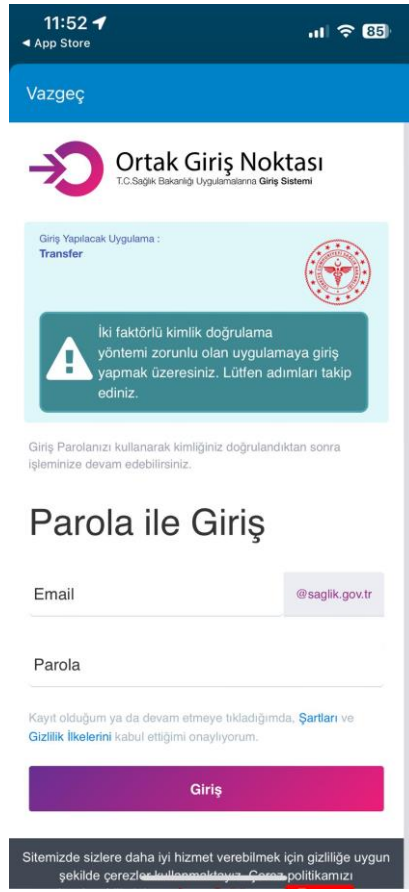 11:52
◀ App Store
85
Vazgeç
Ortak Giriş Noktası
T.C.Sağlık Bakanlığı Uygulamalarına Giriş Sistemi
Giriş Yapılacak Uygulama :
Transfer
İki faktörlü kimlik doğrulama
yöntemi zorunlu olan uygulamaya giriş
yapmak üzeresiniz. Lütfen adımları takip
ediniz.
Giriş Parolanızı kullanarak kimliğiniz doğrulandıktan sonra
işleminize devam edebilirsiniz.
Parola ile Giriş
Email
@saglik.gov.tr
Parola
Kayıt olduğum ya da devam etmeye tıkladığımda, Şartları ve
Gizlilik İlkelerini kabul ettiğimi onaylıyorum.
Giriş
Sitemizde sizlere daha iyi hizmet verebilmek için gizliliğe uygun
şekilde çerezler kullanmaktayız. Çerez politikamızı